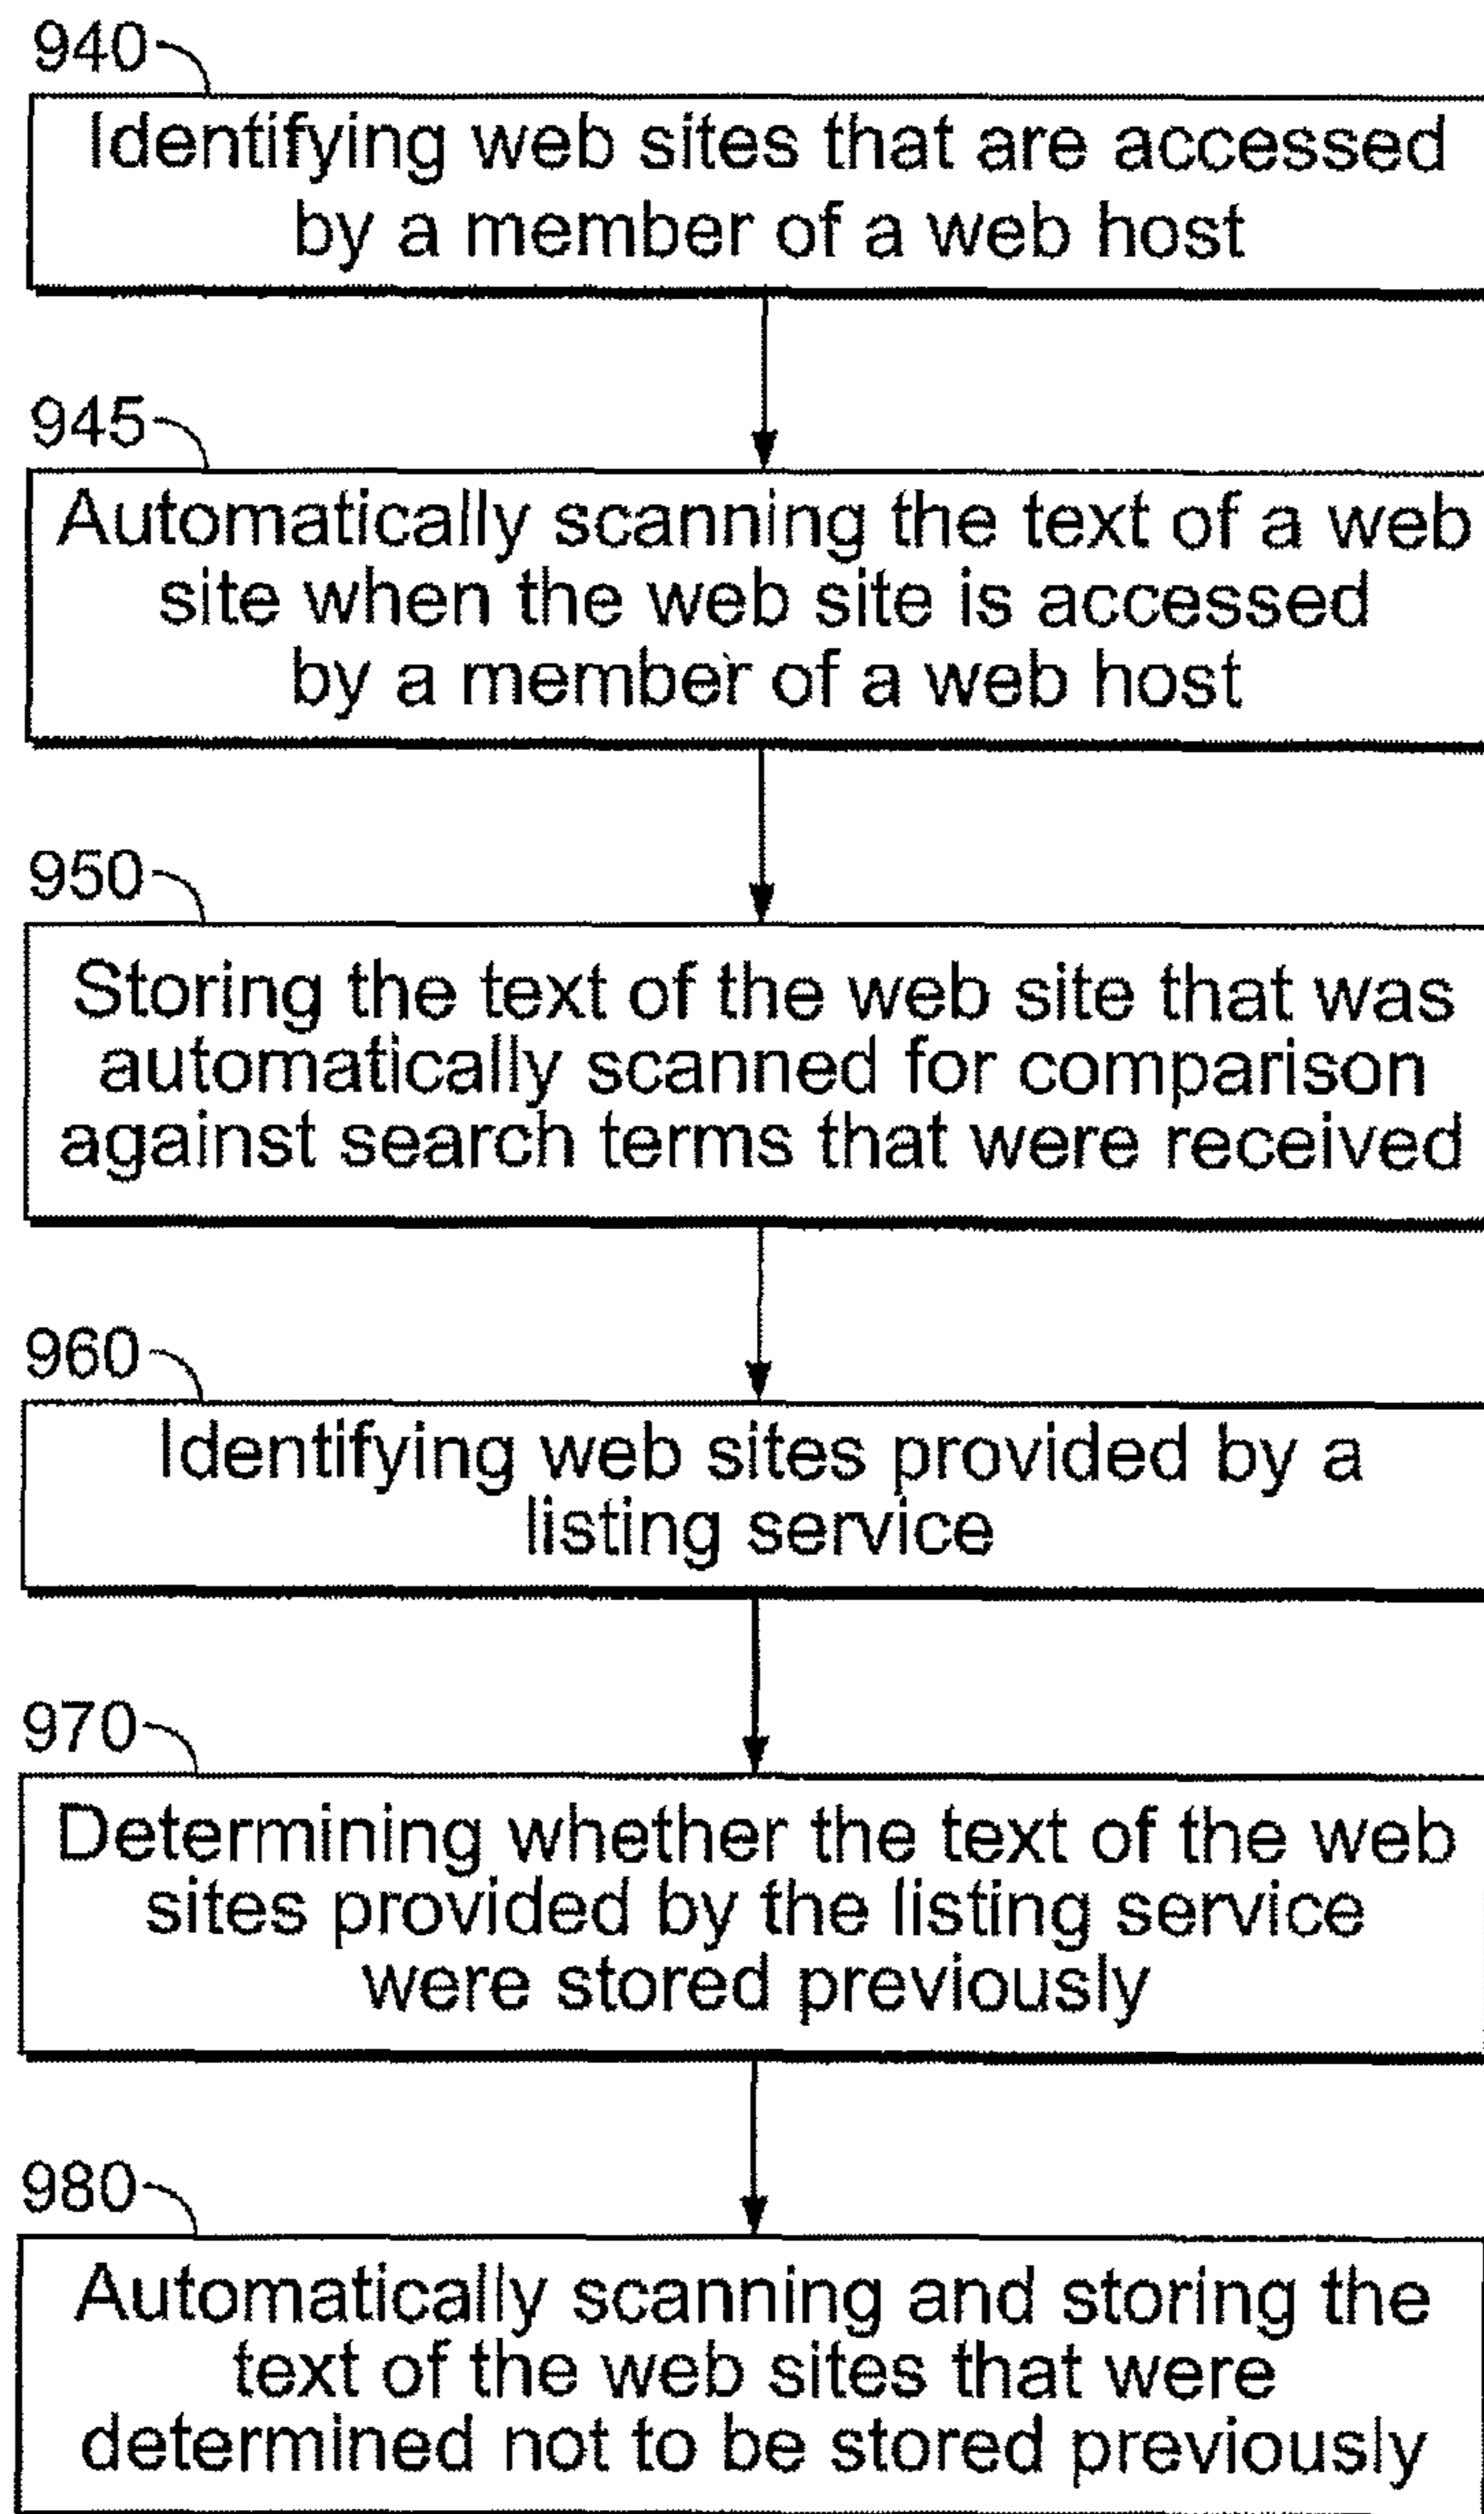 940
Identifying web sites that are accessed
by a member of a web host
945
Automatically scanning the text of a web
site when the web site is accessed
by a member of a web host
950
Storing the text of the web site that was
automatically scanned for comparison
against search terms that were received
960
Identifying web sites provided by a
listing service
970
Determining whether the text of the web
sites provided by the listing service
were stored previously
980
Automatically scanning and storing the
text of the web sites that were
determined not to be stored previously